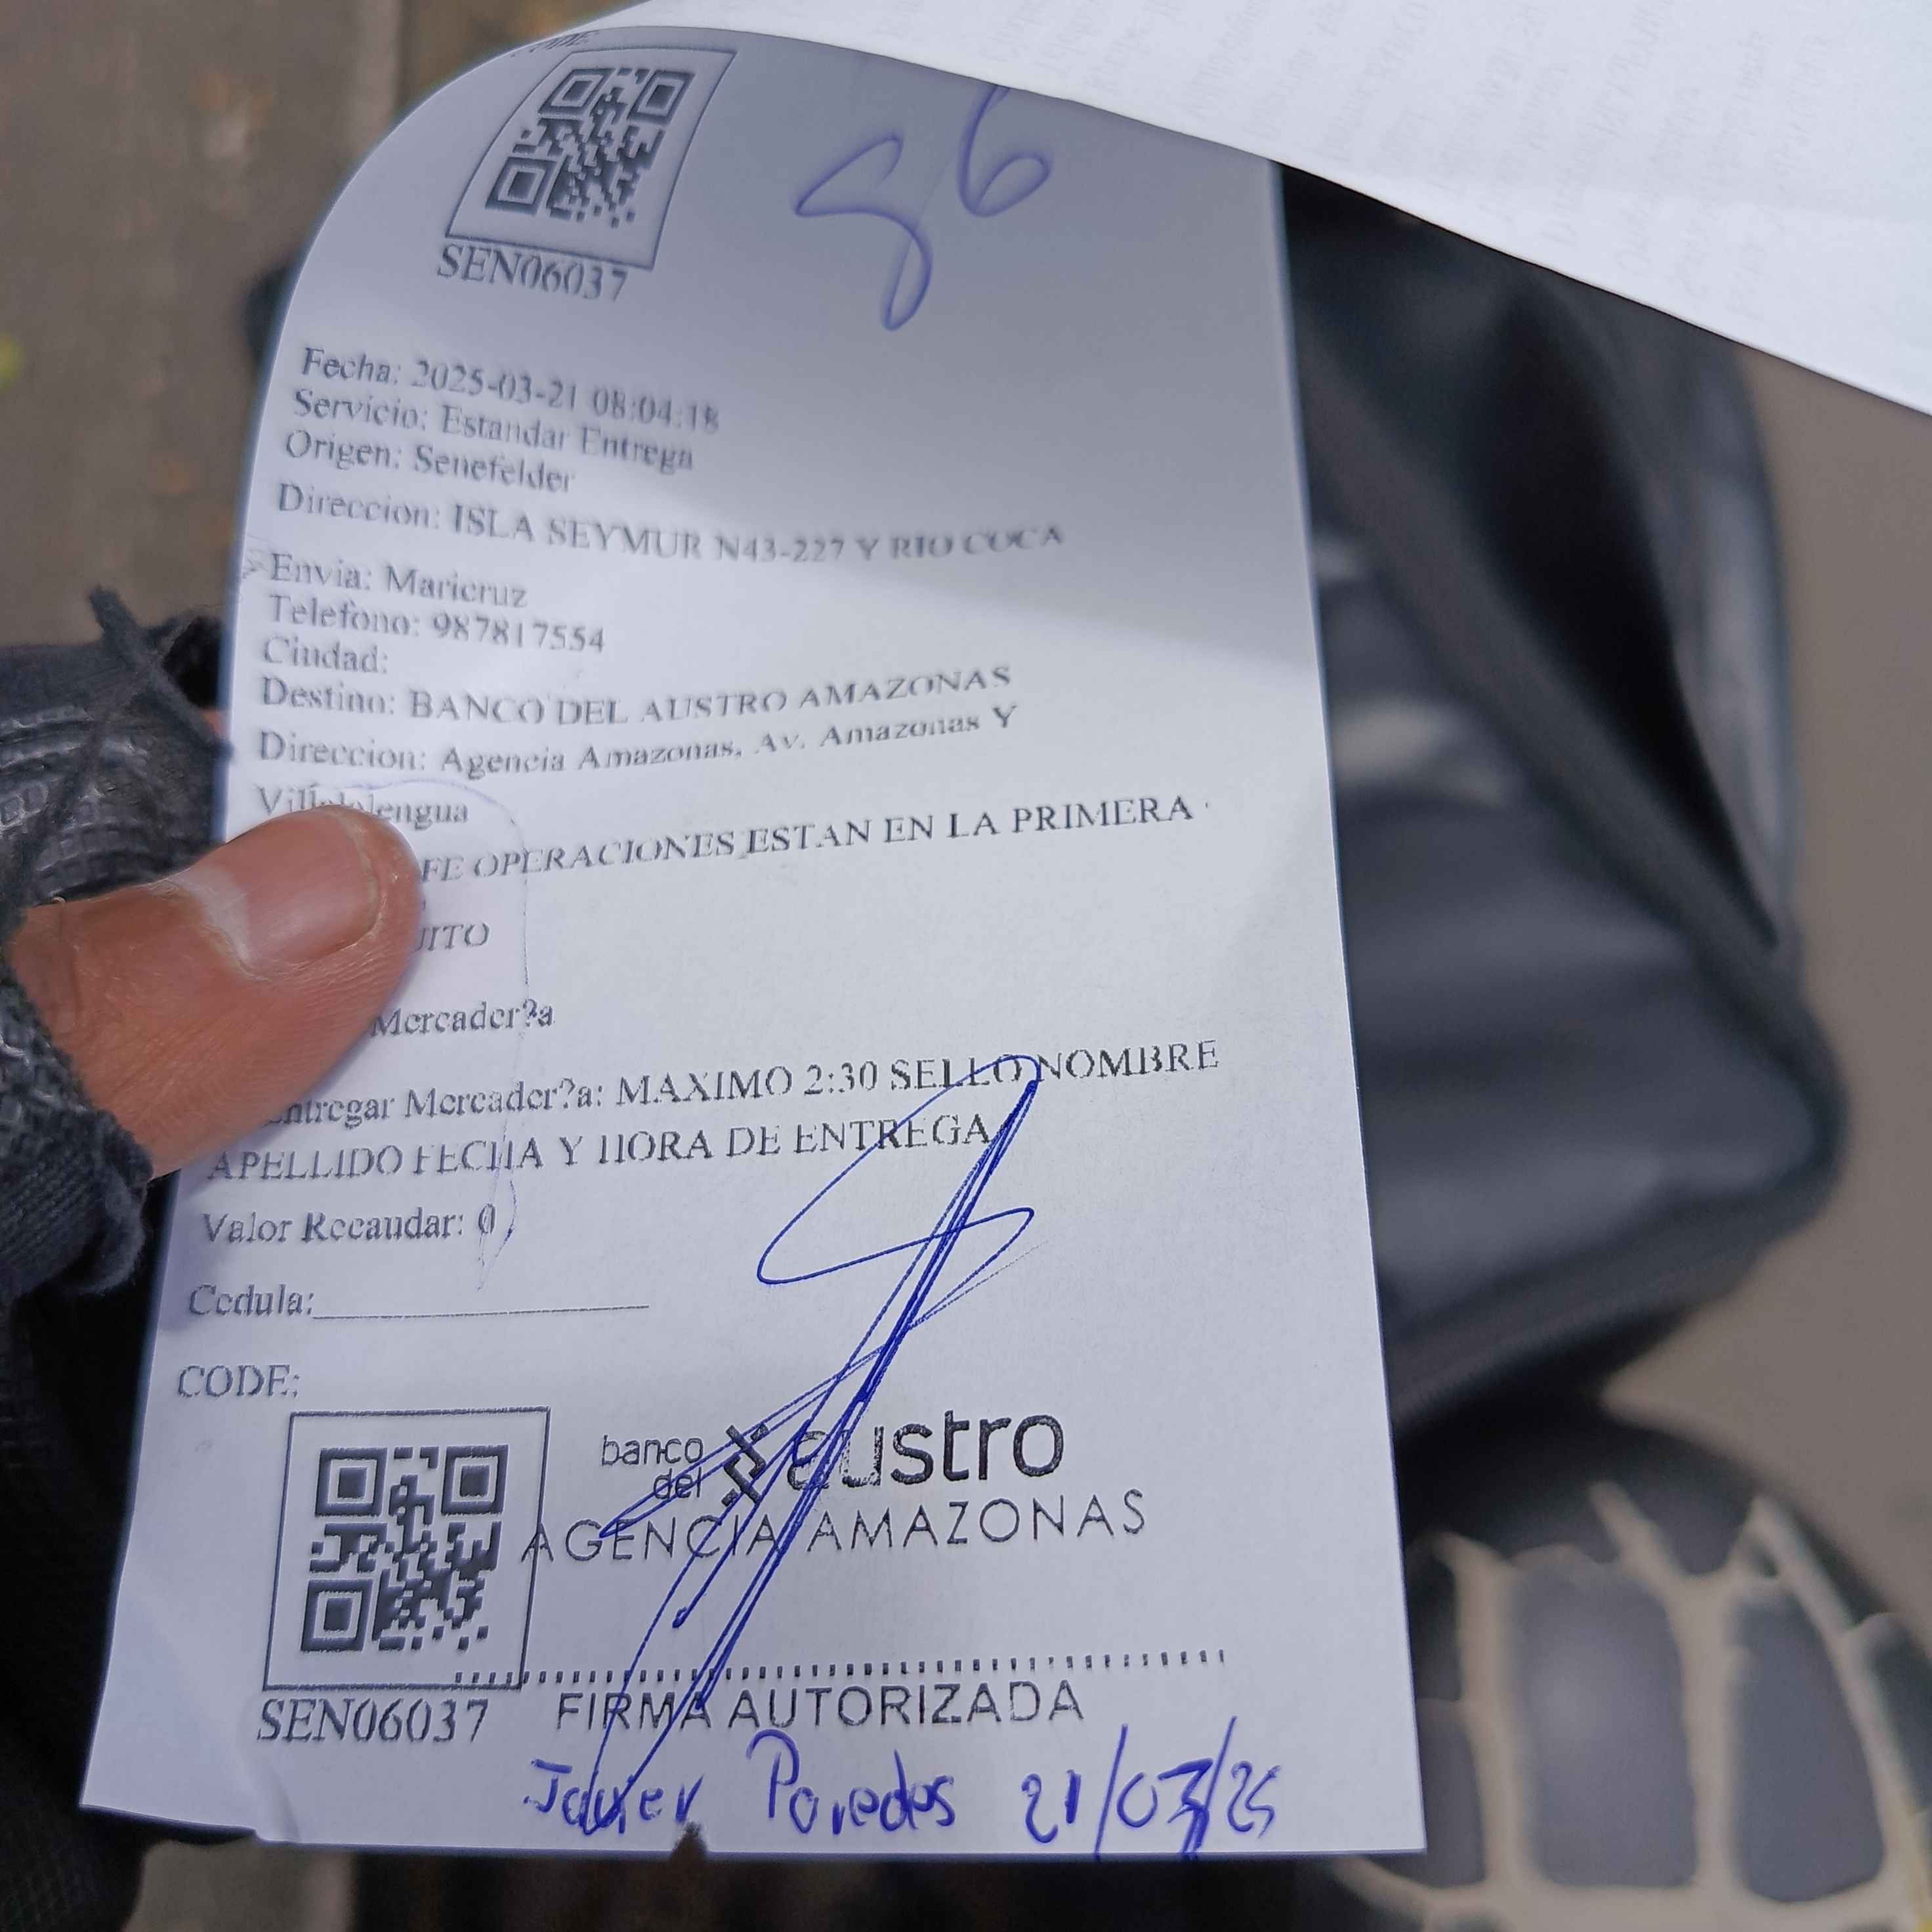 CODE:
86
SEN06037
Fecha: 2025-03-21 08:04:18
Servicio: Estandar Entrega
Origen: Senefelder
Direccion: ISLA SEYMUR N43-227 Y RIO COCA
Envia: Maricruz
Telefono: 987817554
Ciudad:
Destino: BANCO DEL AUSTRO AMAZONAS
Direccion: Agencia Amazonas, Av. Amazonas Y
FE OPERACIONES ESTAN EN LA PRIMERA
UITO
Mercader?a
Entregar Mercader?a: MAXIMO 2:30 SELLO NOMBRE
APELLIDO FECHA Y HORA DE ENTREGA
Valor Recaudar: 0
Cedula:
CODE:
banco del austro
AGENCIA AMAZONAS
FIRMA AUTORIZADA
SEN06037
Javier Paredes 21/03/25